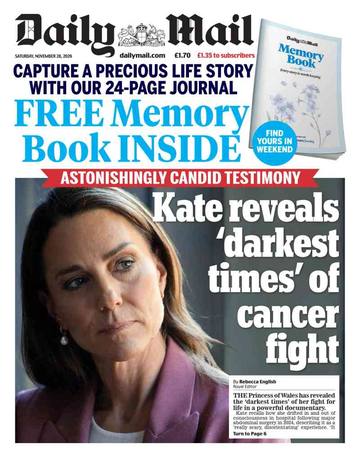 Daily Mail
SATURDAY, NOVEMBER 28, 2026
dailymail.com
£1.70
£1.35 to subscribers
CAPTURE A PRECIOUS LIFE STORY
WITH OUR 24-PAGE JOURNAL
FREE Memory
Book INSIDE
Daily Mail
Memory
Book
FIND
YOURS IN
WEEKEND
ASTONISHINGLY CANDID TESTIMONY
Kate reveals
‘darkest
times’ of
cancer
fight
By Rebecca English
Royal Editor
THE Princess of Wales has revealed
the ‘darkest times’ of her fight for
life in a powerful documentary.
Kate recalls how she drifted in and out of
consciousness in hospital following major
abdominal surgery in 2024, describing it as a
‘really scary, disorientating’ experience. ‘It
Turn to Page 6